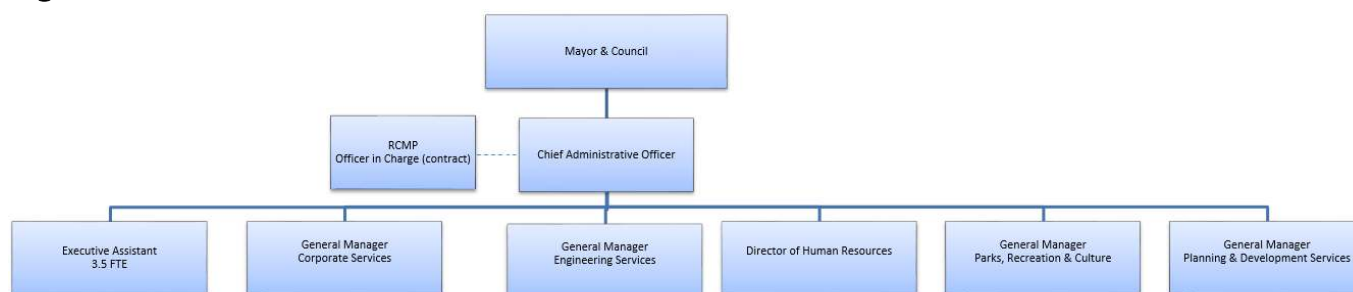 Mayor & Council
RCMP
Officer in Charge (contract)
Chief Administrative Officer
Executive Assistant
3.5 FTE
General Manager
Corporate Services
General Manager
Engineering Services
Director of Human Resources
General Manager
Parks, Recreation & Culture
General Manager
Planning & Development Services